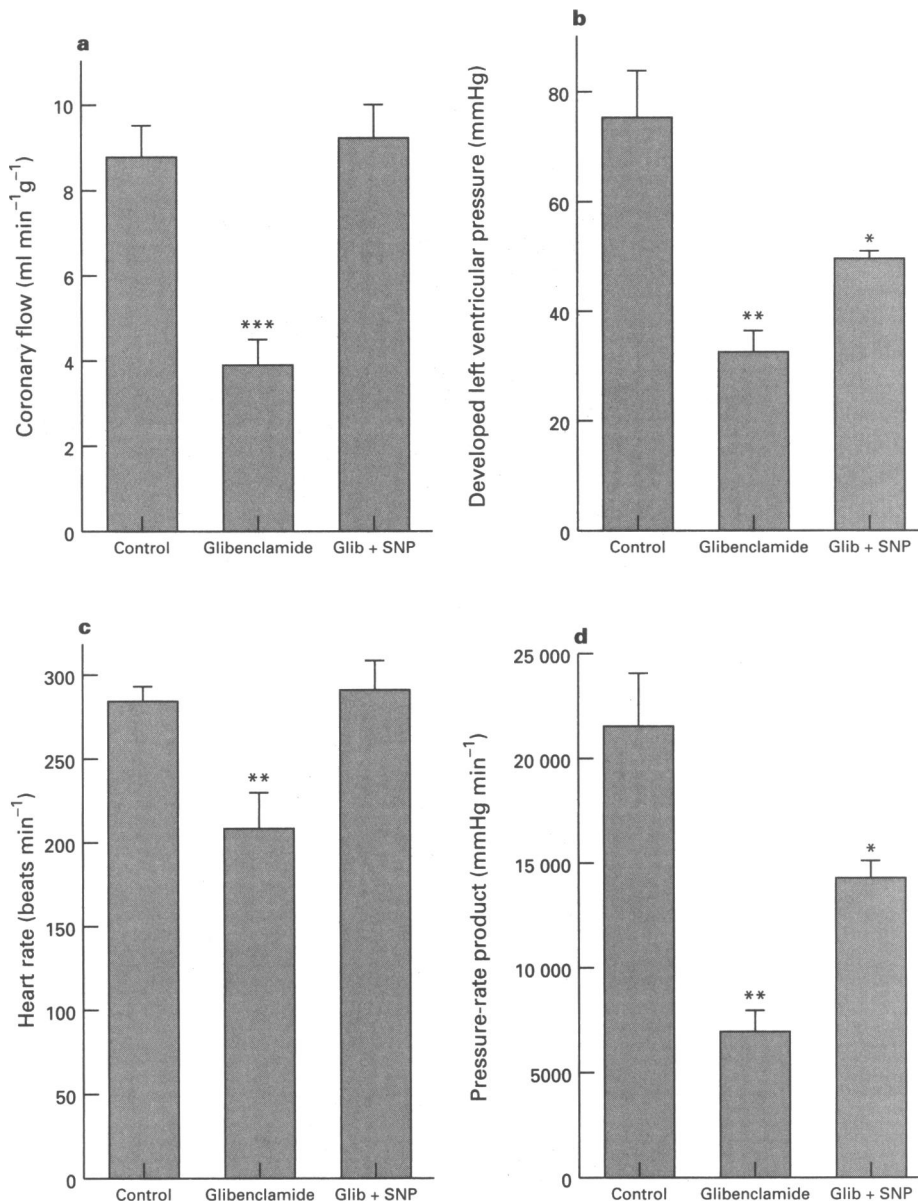 a
Coronary flow (ml min⁻¹g⁻¹)
10
8
6
4
2
0
***
Control Glibenclamide Glib + SNP
b
Developed left ventricular pressure (mmHg)
80
60
40
20
0
**
*
Control Glibenclamide Glib + SNP
c
Heart rate (beats min⁻¹)
300
250
200
150
100
50
0
**
Control Glibenclamide Glib + SNP
d
Pressure-rate product (mmHg min⁻¹)
25 000
20 000
15 000
10 000
5000
0
**
*
Control Glibenclamide Glib + SNP